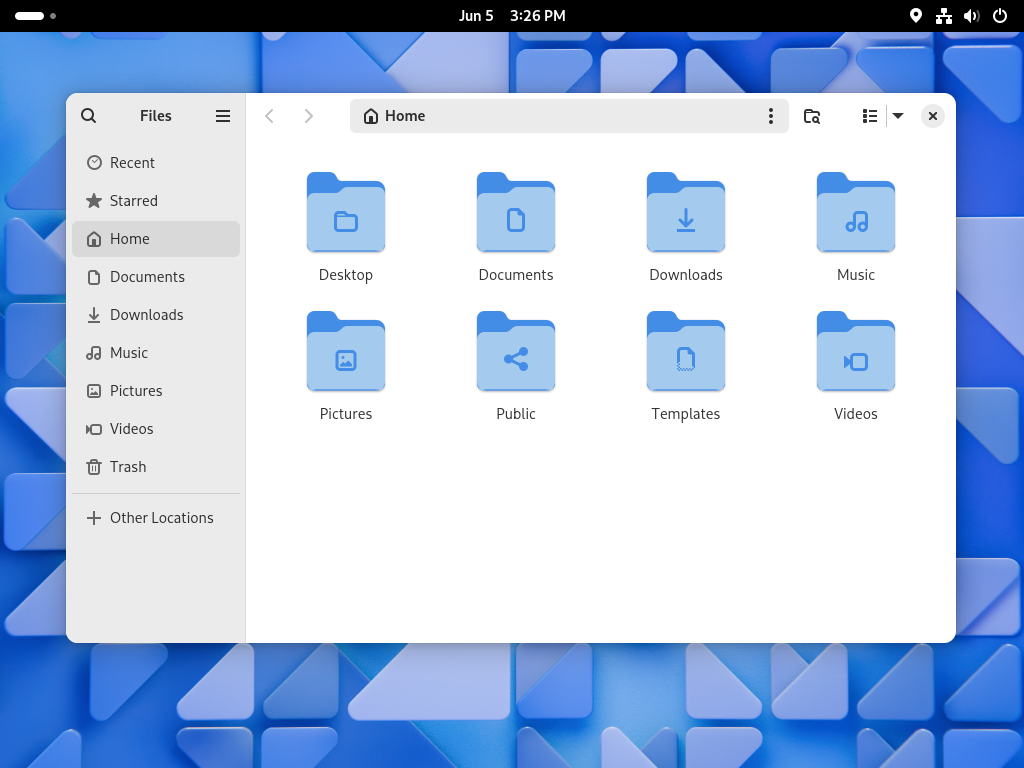 Jun 5 3:26 PM
Files
Home
Recent
Starred
Home
Documents
Downloads
Music
Pictures
Videos
Trash
Other Locations
Desktop Documents Downloads Music
Pictures Public Templates Videos